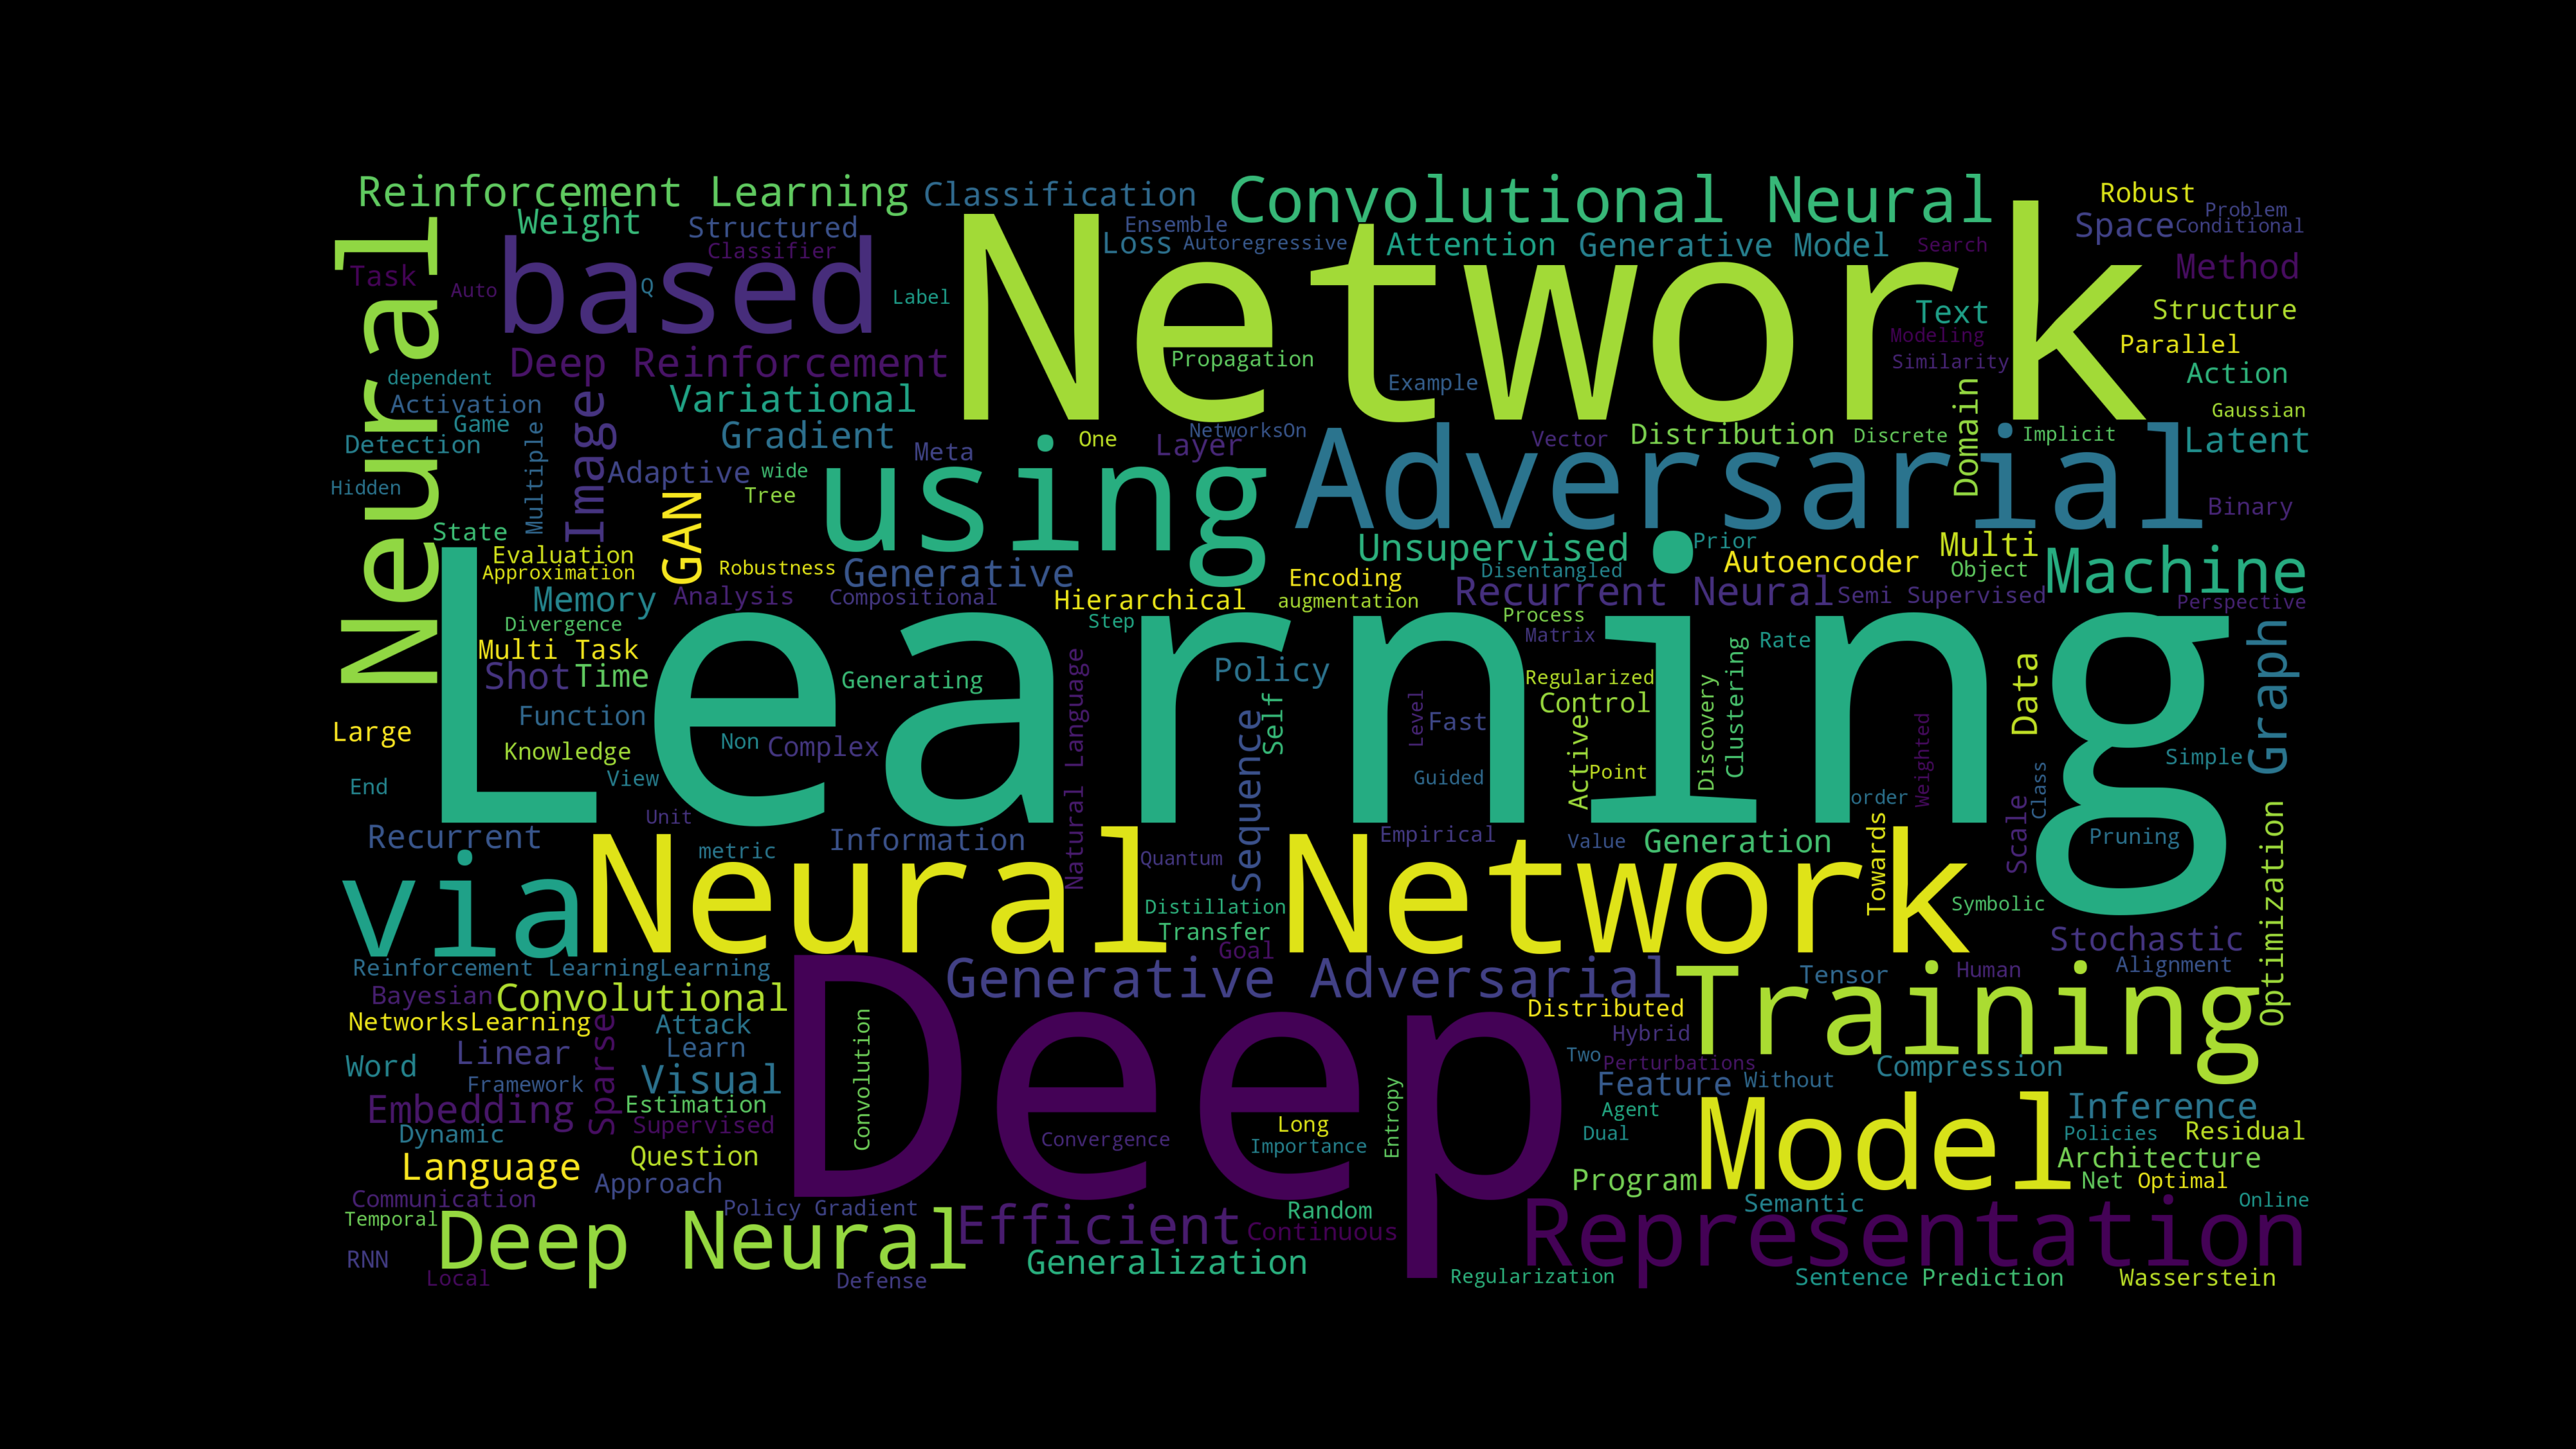 Reinforcement Learning
Classification
Convolutional Neural
Robust
Problem
Weight
Structured
Ensemble
Space
Conditional
Classifier
Loss
Autoregressive
Attention
Generative Model
Search
Neural
Task
Auto
based
Q
Label
Network
Method
Text
Structure
Modeling
Parallel
Deep Reinforcement
Propagation
Similarity
dependent
Example
Action
Activation
Image
Variational
Domain
Gaussian
Game
Detection
Multiple
Gradient
Meta
One
Layer
NetworksOn
Vector
Distribution
Discrete
Implicit
Latent
Hidden
Adaptive
wide
Tree
using
Adversarial
Binary
State
GAN
Evaluation
Approximation
Robustness
Generative
Unsupervised
Prior
Disentangled
Autoencoder
Multi
Object
Machine
Memory
Analysis
Compositional
Hierarchical
Encoding
augmentation
Recurrent Neural
Semi Supervised
Perspective
Divergence
Step
Process
Matrix
Rate
Multi Task
Shot
Time
Learning
Generating
Natural Language
Policy
Regularized
Control
Clustering
Discovery
Data
Graph
Large
Function
Knowledge
Non
Complex
Sequence
Self
Level
Fast
Active
Point
Weighted
Simple
End
View
Guided
order
Class
Scale
Unit
Recurrent
metric
Information
Quantum
Empirical
Value
Generation
Towards
Pruning
Optimization
via
Neural Network
Distillation
Transfer
Goal
Symbolic
Stochastic
Reinforcement LearningLearning
Generative Adversarial
Tensor
Human
Alignment
Bayesian
Convolutional
Distributed
Training
NetworksLearning
Sparse
Attack
Learn
Convolution
Deep
Hybrid
Word
Linear
Two
Perturbations
Framework
Visual
Feature
Without
Compression
Embedding
Estimation
Supervised
Entropy
Agent
Model
Inference
Dynamic
Convergence
Long
Importance
Dual
Policies
Residual
Language
Question
Approach
Program
Architecture
Communication
Policy Gradient
Semantic
Net
Optimal
Online
Temporal
Deep Neural
Efficient
Random
Continuous
Representation
RNN
Local
Defense
Generalization
Regularization
Sentence
Prediction
Wasserstein